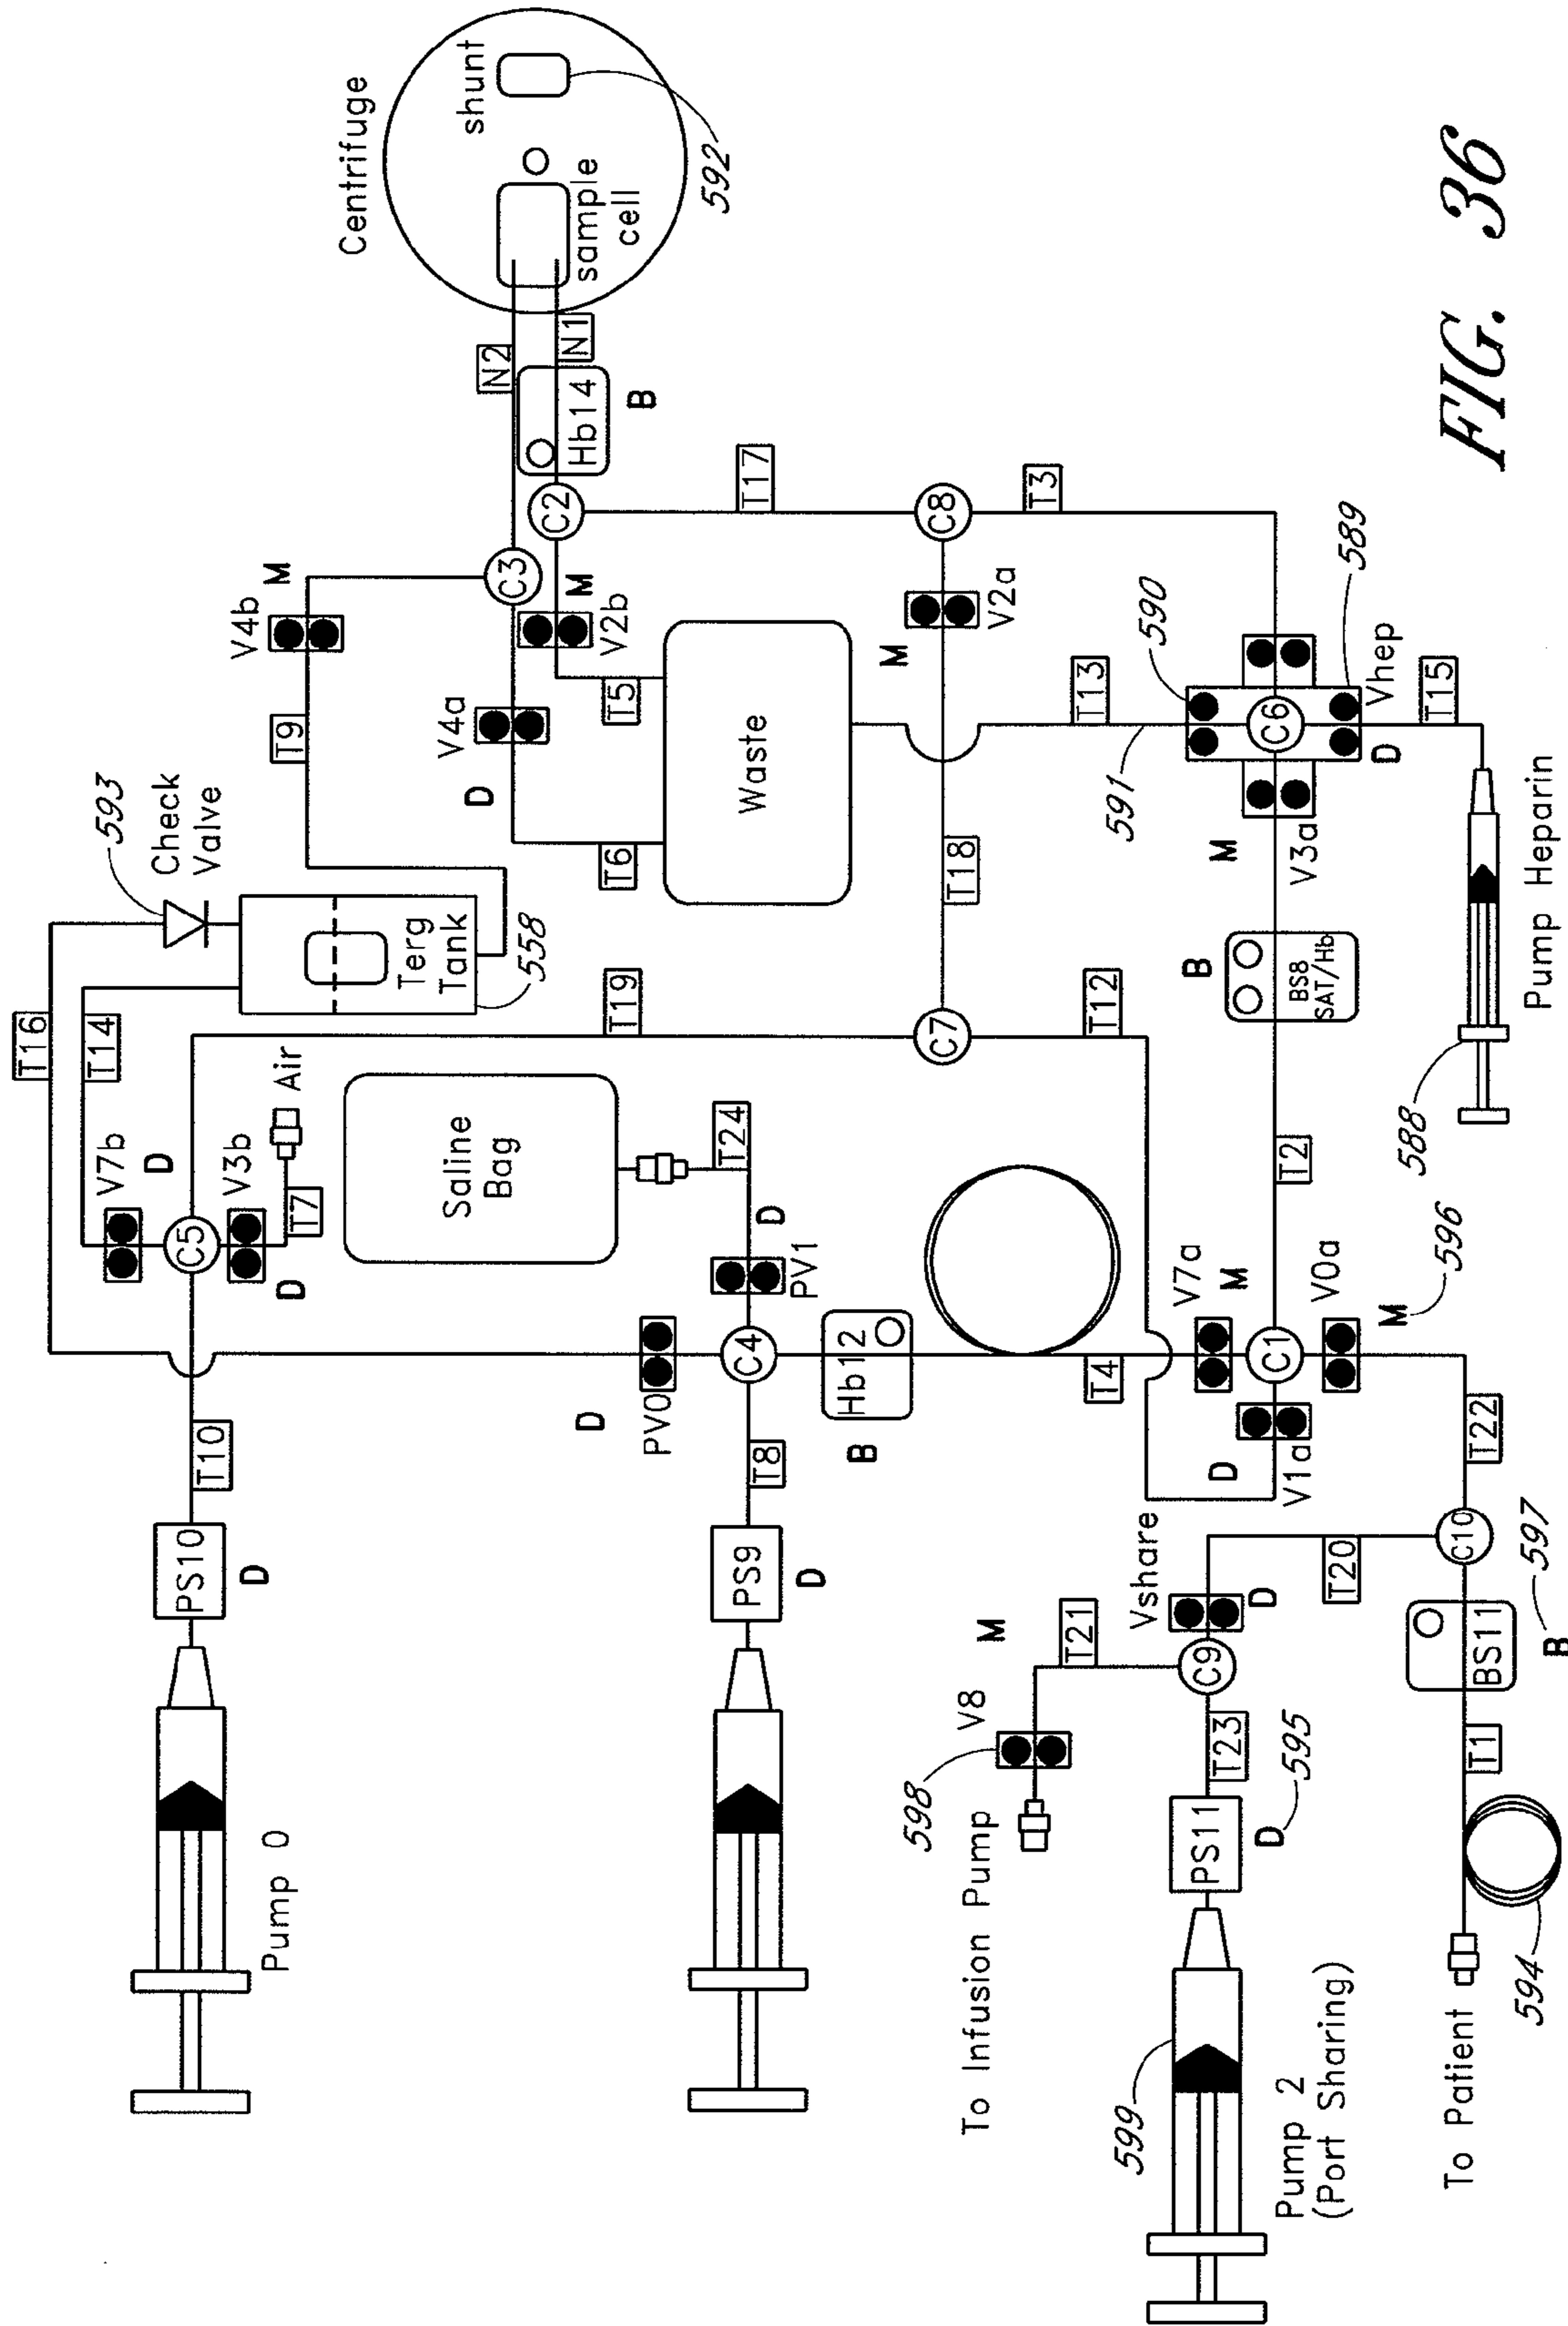 T16
T14
593
Check
Valve
T9
V4b
M
Centrifuge
shunt
sample
cell
592
N2
N1
Hb14
B
C3
C2
V7b
D
V3b
D
T7
Air
C5
T19
Terg
Tank
558
V4a
D
M
V2b
T6
T5
Waste
T17
Pump 0
PS10
D
T10
Saline
Bag
T24
PV0
D
PV1
D
C4
T8
PS9
D
Hb12
B
C7
T18
M
V2a
C8
T3
T12
T13
591
590
589
C6
Vhep
D
T15
M
V3a
B
BS8
SAT/Hb
T2
T4
V7a
M
C1
V0a
M
596
D
V1a
T22
588
Pump Heparin
To Infusion Pump
598
V8
M
T21
Vshare
D
C9
T23
T20
C10
599
PS11
D
595
Pump 2
(Port Sharing)
To Patient
594
T1
BS11
B
597
FIG. 36